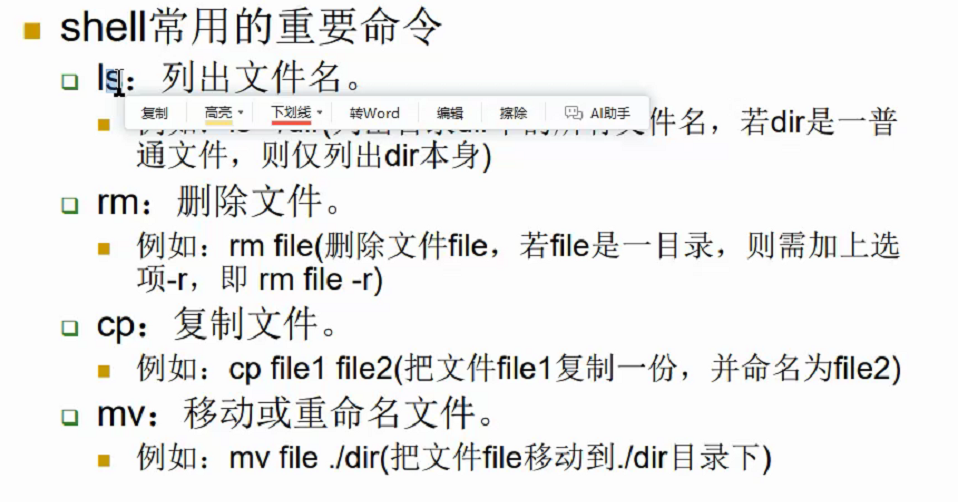 shell常用的重要命令
ls：列出文件名。
复制 高亮 下划线 转Word 编辑 擦除 AI助手
件名，若dir是一普
通文件，则仅列出dir本身)
rm：删除文件。
例如：rm file(删除文件file，若file是一目录，则需加上选
项-r，即 rm file -r)
cp：复制文件。
例如：cp file1 file2(把文件file1复制一份，并命名为file2)
mv：移动或重命名文件。
例如：mv file ./dir(把文件file移动到./dir目录下)